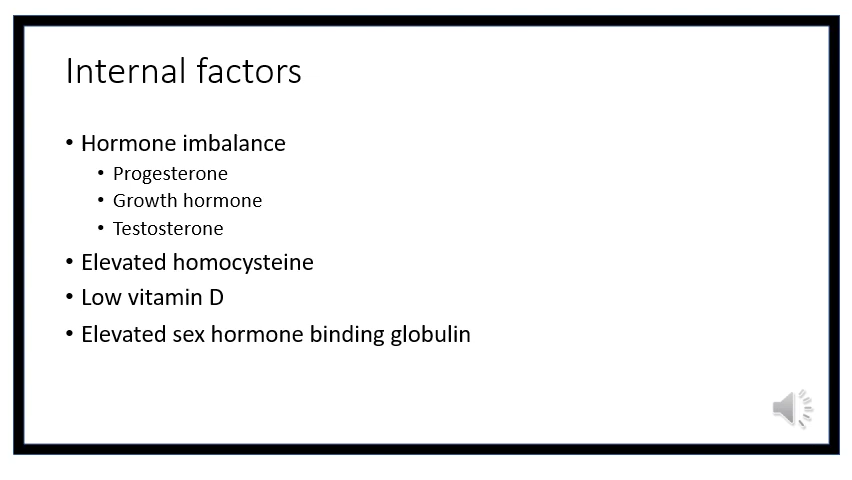 Internal factors
• Hormone imbalance
• Progesterone
• Growth hormone
• Testosterone
• Elevated homocysteine
• Low vitamin D
• Elevated sex hormone binding globulin